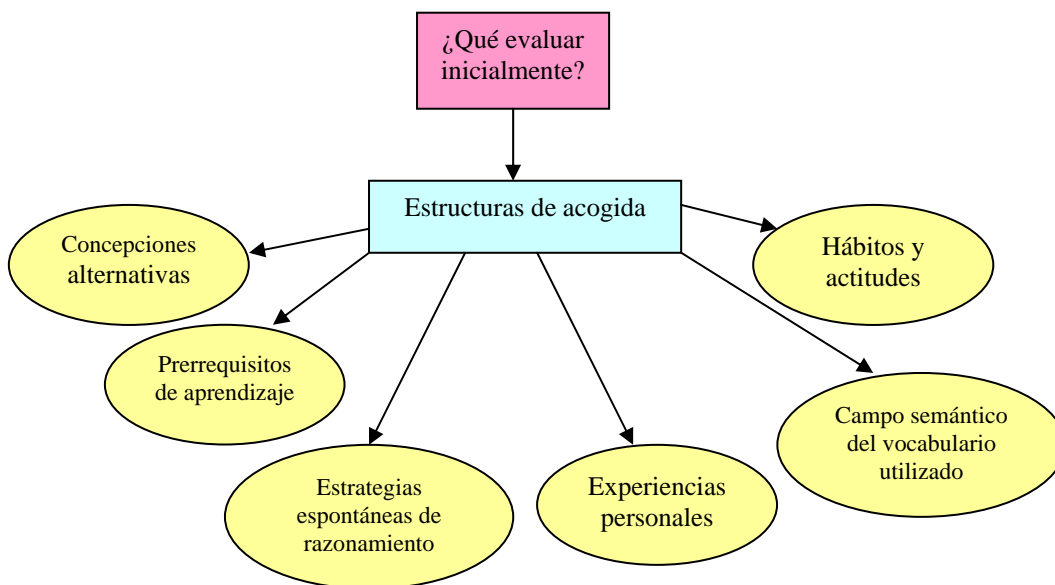 ¿Qué evaluar
inicialmente?
Estructuras de acogida
Concepciones
alternativas
Hábitos y
actitudes
Prerrequisitos
de aprendizaje
Campo semántico
del vocabulario
utilizado
Estrategias
espontáneas de
razonamiento
Experiencias
personales